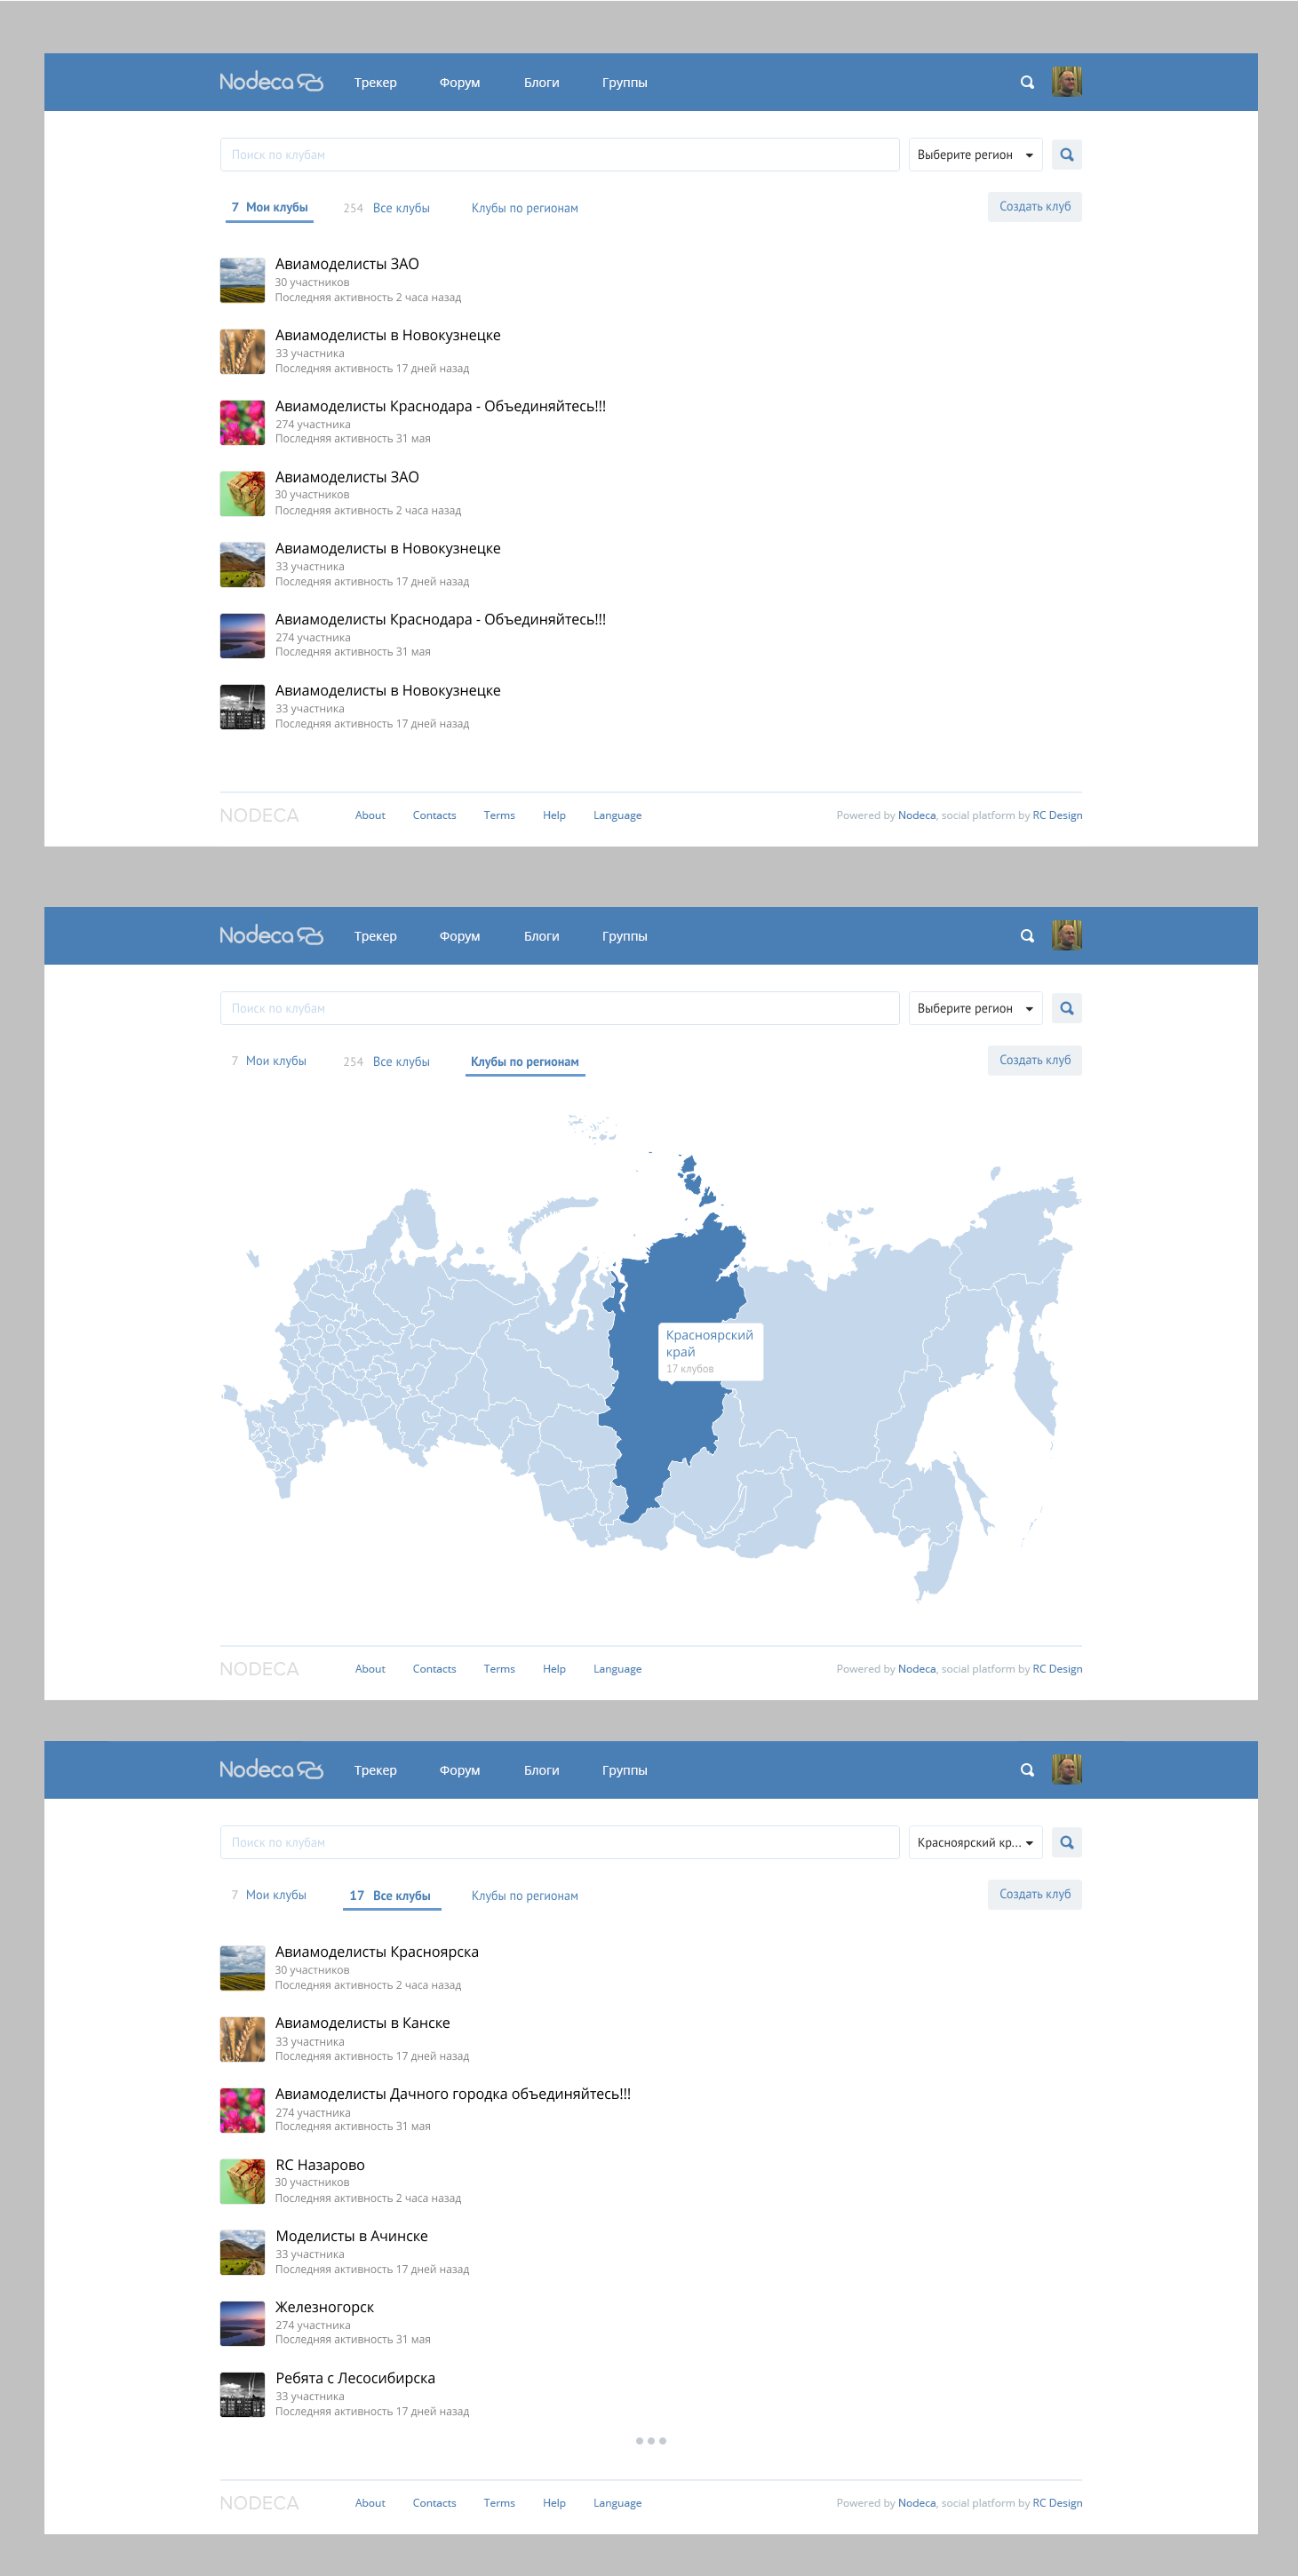 Nodeca Трекер Форум Блоги Группы
Поиск по клубам Выберите регион
7 Мои клубы 254 Все клубы Клубы по регионам Создать клуб
Авиамоделисты ЗАО
30 участников
Последняя активность 2 часа назад
Авиамоделисты в Новокузнецке
33 участника
Последняя активность 17 дней назад
Авиамоделисты Краснодара - Объединяйтесь!!!
274 участника
Последняя активность 31 мая
Авиамоделисты ЗАО
30 участников
Последняя активность 2 часа назад
Авиамоделисты в Новокузнецке
33 участника
Последняя активность 17 дней назад
Авиамоделисты Краснодара - Объединяйтесь!!!
274 участника
Последняя активность 31 мая
Авиамоделисты в Новокузнецке
33 участника
Последняя активность 17 дней назад
NODECA About Contacts Terms Help Language Powered by Nodeca, social platform by RC Design
Nodeca Трекер Форум Блоги Группы
Поиск по клубам Выберите регион
7 Мои клубы 254 Все клубы Клубы по регионам Создать клуб
Красноярский
край
17 клубов
NODECA About Contacts Terms Help Language Powered by Nodeca, social platform by RC Design
Nodeca Трекер Форум Блоги Группы
Поиск по клубам Красноярский кр...
7 Мои клубы 17 Все клубы Клубы по регионам Создать клуб
Авиамоделисты Красноярска
30 участников
Последняя активность 2 часа назад
Авиамоделисты в Канске
33 участника
Последняя активность 17 дней назад
Авиамоделисты Дачного городка объединяйтесь!!!
274 участника
Последняя активность 31 мая
RC Назарово
30 участников
Последняя активность 2 часа назад
Моделисты в Ачинске
33 участника
Последняя активность 17 дней назад
Железногорск
274 участника
Последняя активность 31 мая
Ребята с Лесосибирска
33 участника
Последняя активность 17 дней назад
NODECA About Contacts Terms Help Language Powered by Nodeca, social platform by RC Design